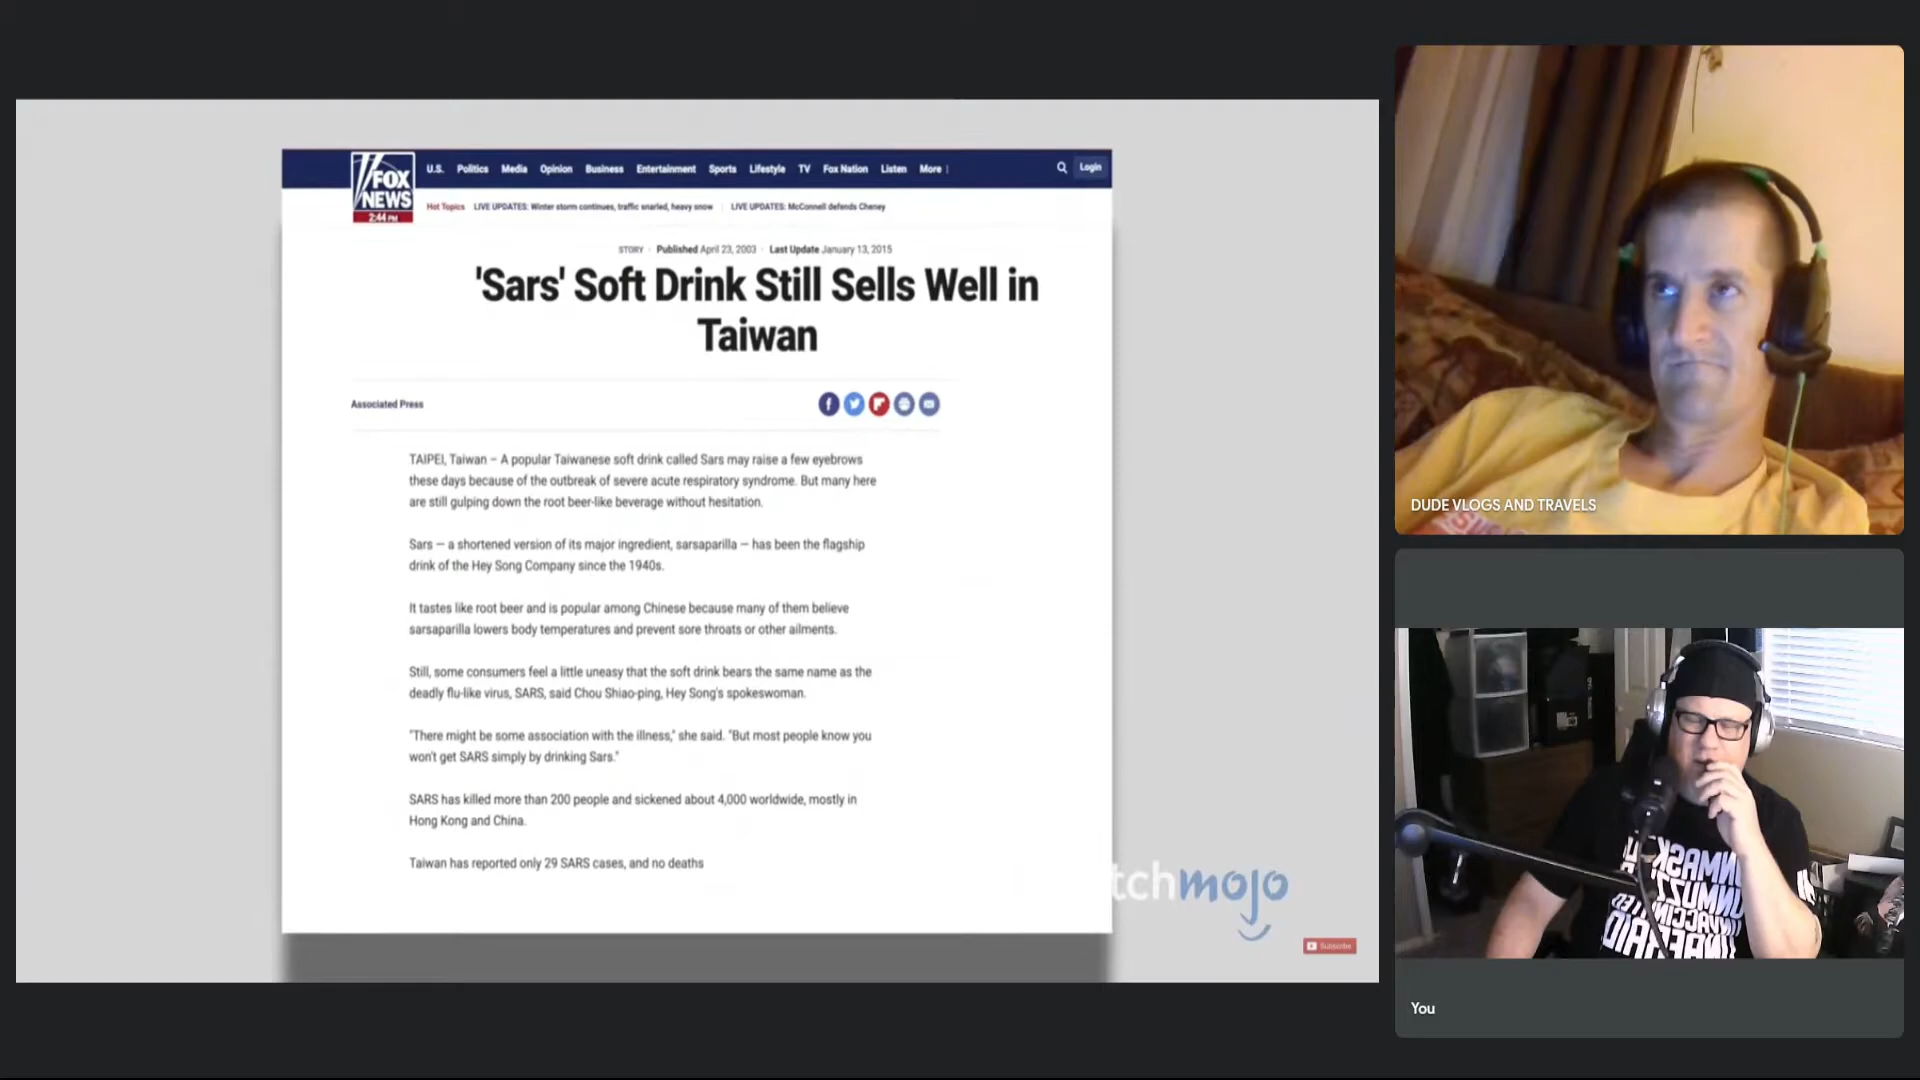 FOX
NEWS
2:44 PM
U.S. Politics Media Opinion Business Entertainment Sports Lifestyle TV Fox Nation Listen More
Login
Hot Topics LIVE UPDATES: Winter storm continues, traffic snarled, heavy snow LIVE UPDATES: McConnell defends Cheney
STORY · Published April 23, 2003 · Last Update January 13, 2015
'Sars' Soft Drink Still Sells Well in
Taiwan
Associated Press
TAIPEI, Taiwan – A popular Taiwanese soft drink called Sars may raise a few eyebrows
these days because of the outbreak of severe acute respiratory syndrome. But many here
are still gulping down the root beer-like beverage without hesitation.
Sars — a shortened version of its major ingredient, sarsaparilla — has been the flagship
drink of the Hey Song Company since the 1940s.
It tastes like root beer and is popular among Chinese because many of them believe
sarsaparilla lowers body temperatures and prevent sore throats or other ailments.
Still, some consumers feel a little uneasy that the soft drink bears the same name as the
deadly flu-like virus, SARS, said Chou Shiao-ping, Hey Song's spokeswoman.
"There might be some association with the illness," she said. "But most people know you
won't get SARS simply by drinking Sars."
SARS has killed more than 200 people and sickened about 4,000 worldwide, mostly in
Hong Kong and China.
Taiwan has reported only 29 SARS cases, and no deaths
tchmojo
Subscribe
DUDE VLOGS AND TRAVELS
You